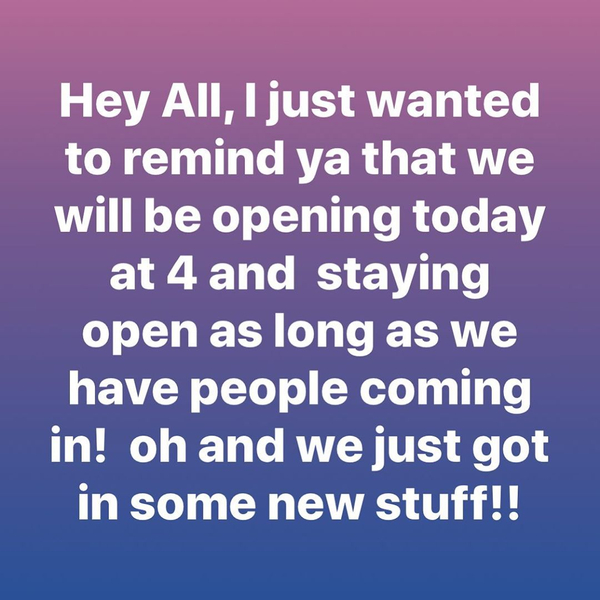 Hey All, I just wanted
to remind ya that we
will be opening today
at 4 and  staying
open as long as we
have people coming
in!  oh and we just got
in some new stuff!!